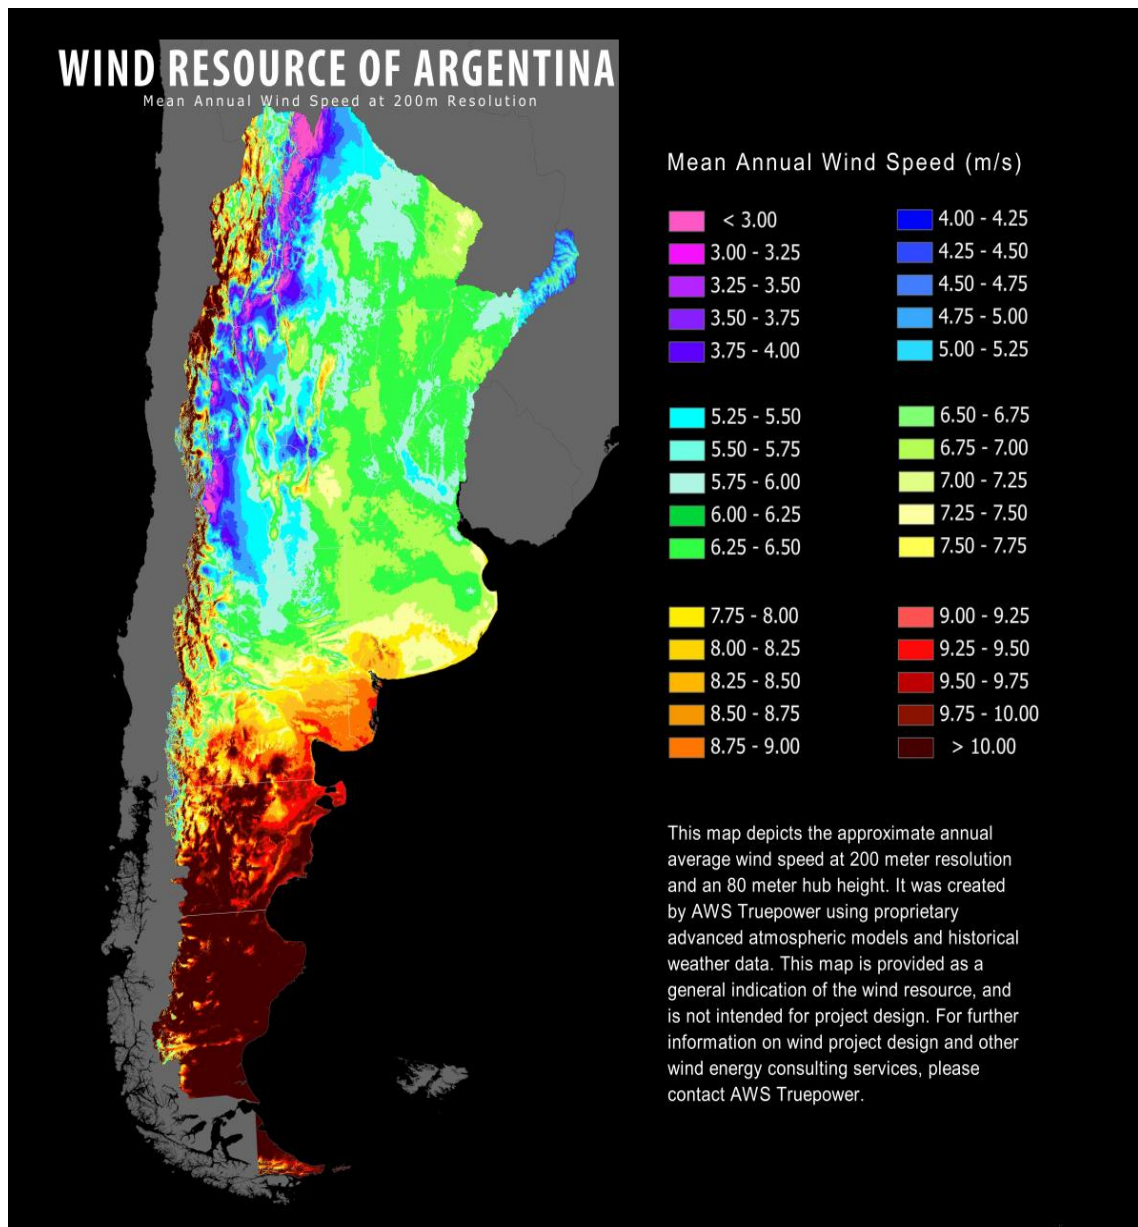 WIND RESOURCE OF ARGENTINA
Mean Annual Wind Speed at 200m Resolution
Mean Annual Wind Speed (m/s)
< 3.00
3.00 - 3.25
3.25 - 3.50
3.50 - 3.75
3.75 - 4.00
4.00 - 4.25
4.25 - 4.50
4.50 - 4.75
4.75 - 5.00
5.00 - 5.25
5.25 - 5.50
5.50 - 5.75
5.75 - 6.00
6.00 - 6.25
6.25 - 6.50
6.50 - 6.75
6.75 - 7.00
7.00 - 7.25
7.25 - 7.50
7.50 - 7.75
7.75 - 8.00
8.00 - 8.25
8.25 - 8.50
8.50 - 8.75
8.75 - 9.00
9.00 - 9.25
9.25 - 9.50
9.50 - 9.75
9.75 - 10.00
> 10.00
This map depicts the approximate annual
average wind speed at 200 meter resolution
and an 80 meter hub height. It was created
by AWS Truepower using proprietary
advanced atmospheric models and historical
weather data. This map is provided as a
general indication of the wind resource, and
is not intended for project design. For further
information on wind project design and other
wind energy consulting services, please
contact AWS Truepower.